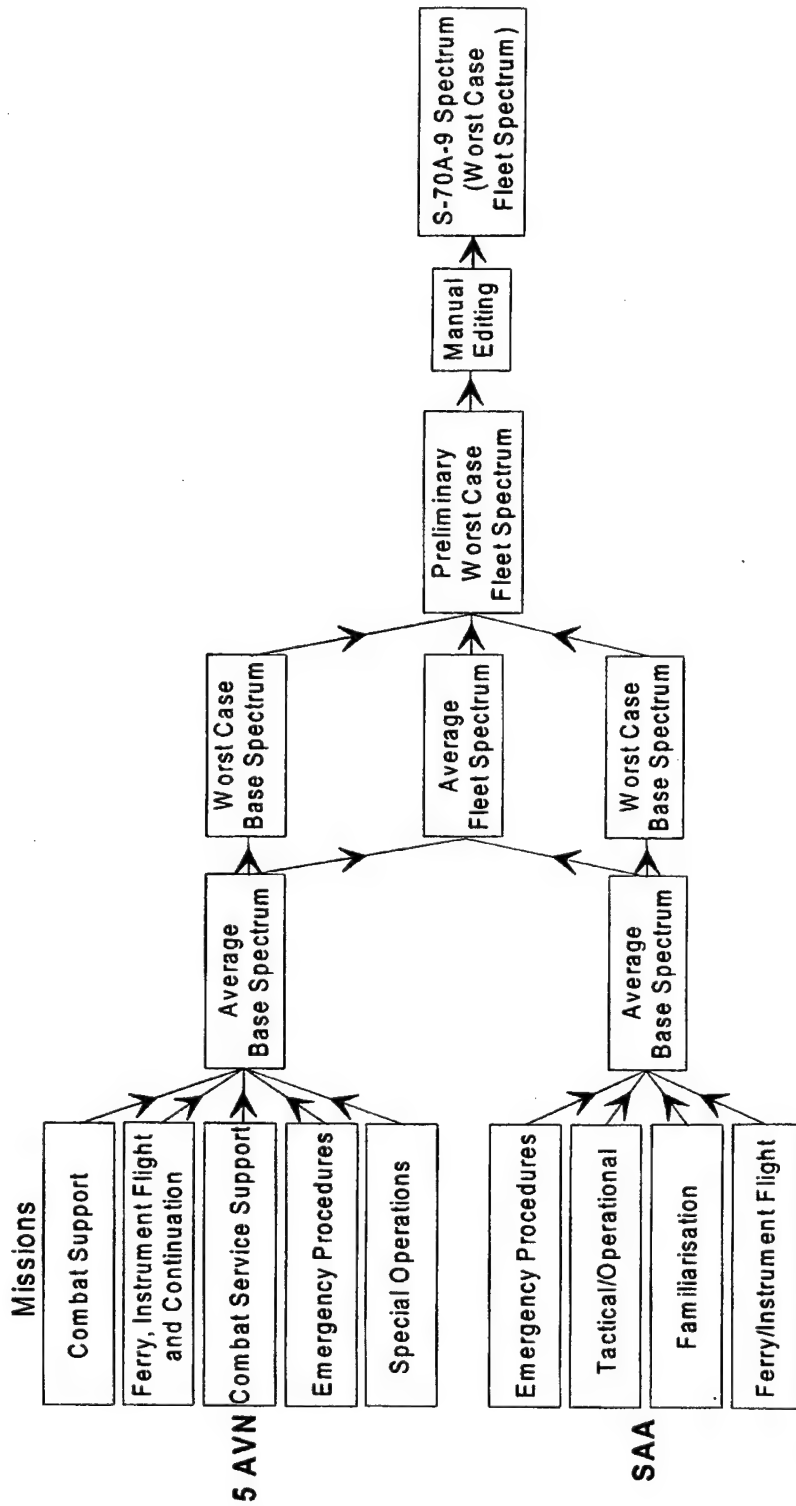 Missions
5 AVN
Combat Support
Ferry, Instrument Flight
and Continuation
Combat Service Support
Emergency Procedures
Special Operations
SAA
Emergency Procedures
Tactical/Operational
Familiarisation
Ferry/Instrument Flight
Average
Base Spectrum
Average
Base Spectrum
Worst Case
Base Spectrum
Average
Fleet Spectrum
Worst Case
Base Spectrum
Preliminary
Worst Case
Fleet Spectrum
Manual
Editing
S-70A-9 Spectrum
(Worst Case
Fleet Spectrum)